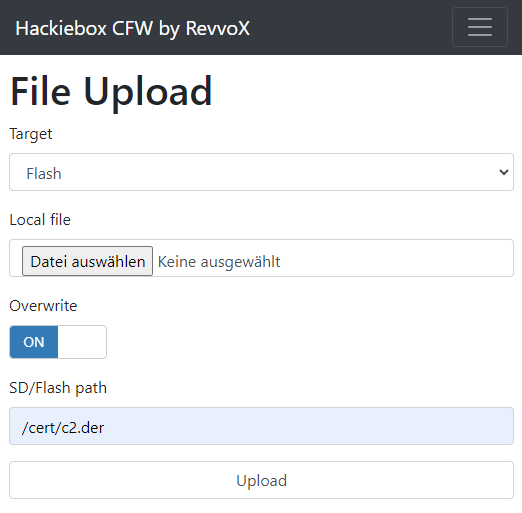 Hackiebox CFW by RevvoX
File Upload
Target
Flash
Local file
Datei auswählen Keine ausgewählt
Overwrite
ON
SD/Flash path
/cert/c2.der
Upload